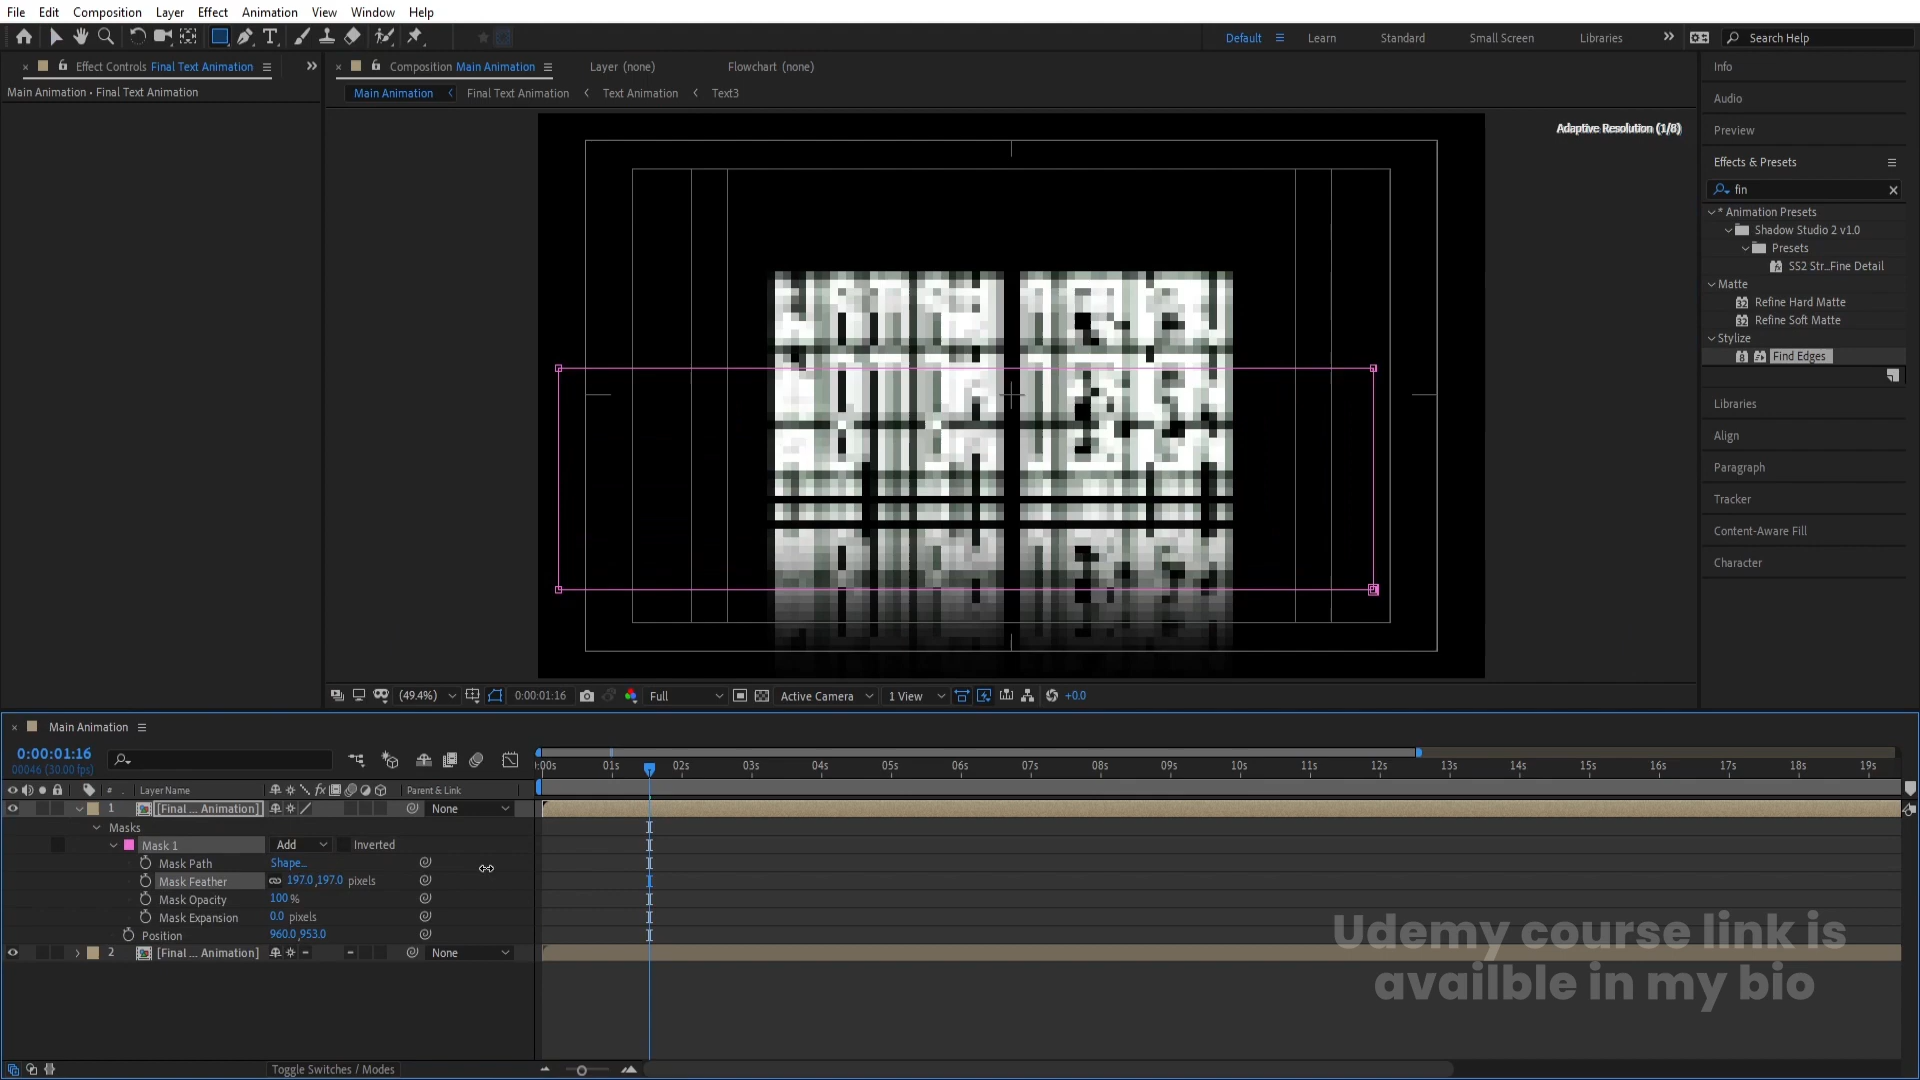 File Edit Composition Layer Effect Animation View Window Help
Default Learn Standard Small Screen Libraries Search Help
Effect Controls Final Text Animation
Main Animation • Final Text Animation
Composition Main Animation Layer (none) Flowchart (none)
Main Animation Final Text Animation Text Animation Text3
Adaptive Resolution (1/8)
Info
Audio
Preview
Effects & Presets
fin
* Animation Presets
Shadow Studio 2 v1.0
Presets
SS2 Str...Fine Detail
Matte
Refine Hard Matte
Refine Soft Matte
Stylize
Find Edges
Libraries
Align
Paragraph
Tracker
Content-Aware Fill
Character
(49.4%) 0:00:01:16 Full Active Camera 1 View +0.0
Main Animation
0:00:01:16
00046 (30.00 fps)
:00s 01s 02s 03s 04s 05s 06s 07s 08s 09s 10s 11s 12s 13s 14s 15s 16s 17s 18s 19s
# Layer Name fx Parent & Link
1 [Final ... Animation] None
Masks
Mask 1 Add Inverted
Mask Path Shape...
Mask Feather 197.0,197.0 pixels
Mask Opacity 100 %
Mask Expansion 0.0 pixels
Position 960.0,953.0
2 [Final ... Animation] None
Udemy course link is
availble in my bio
Toggle Switches / Modes